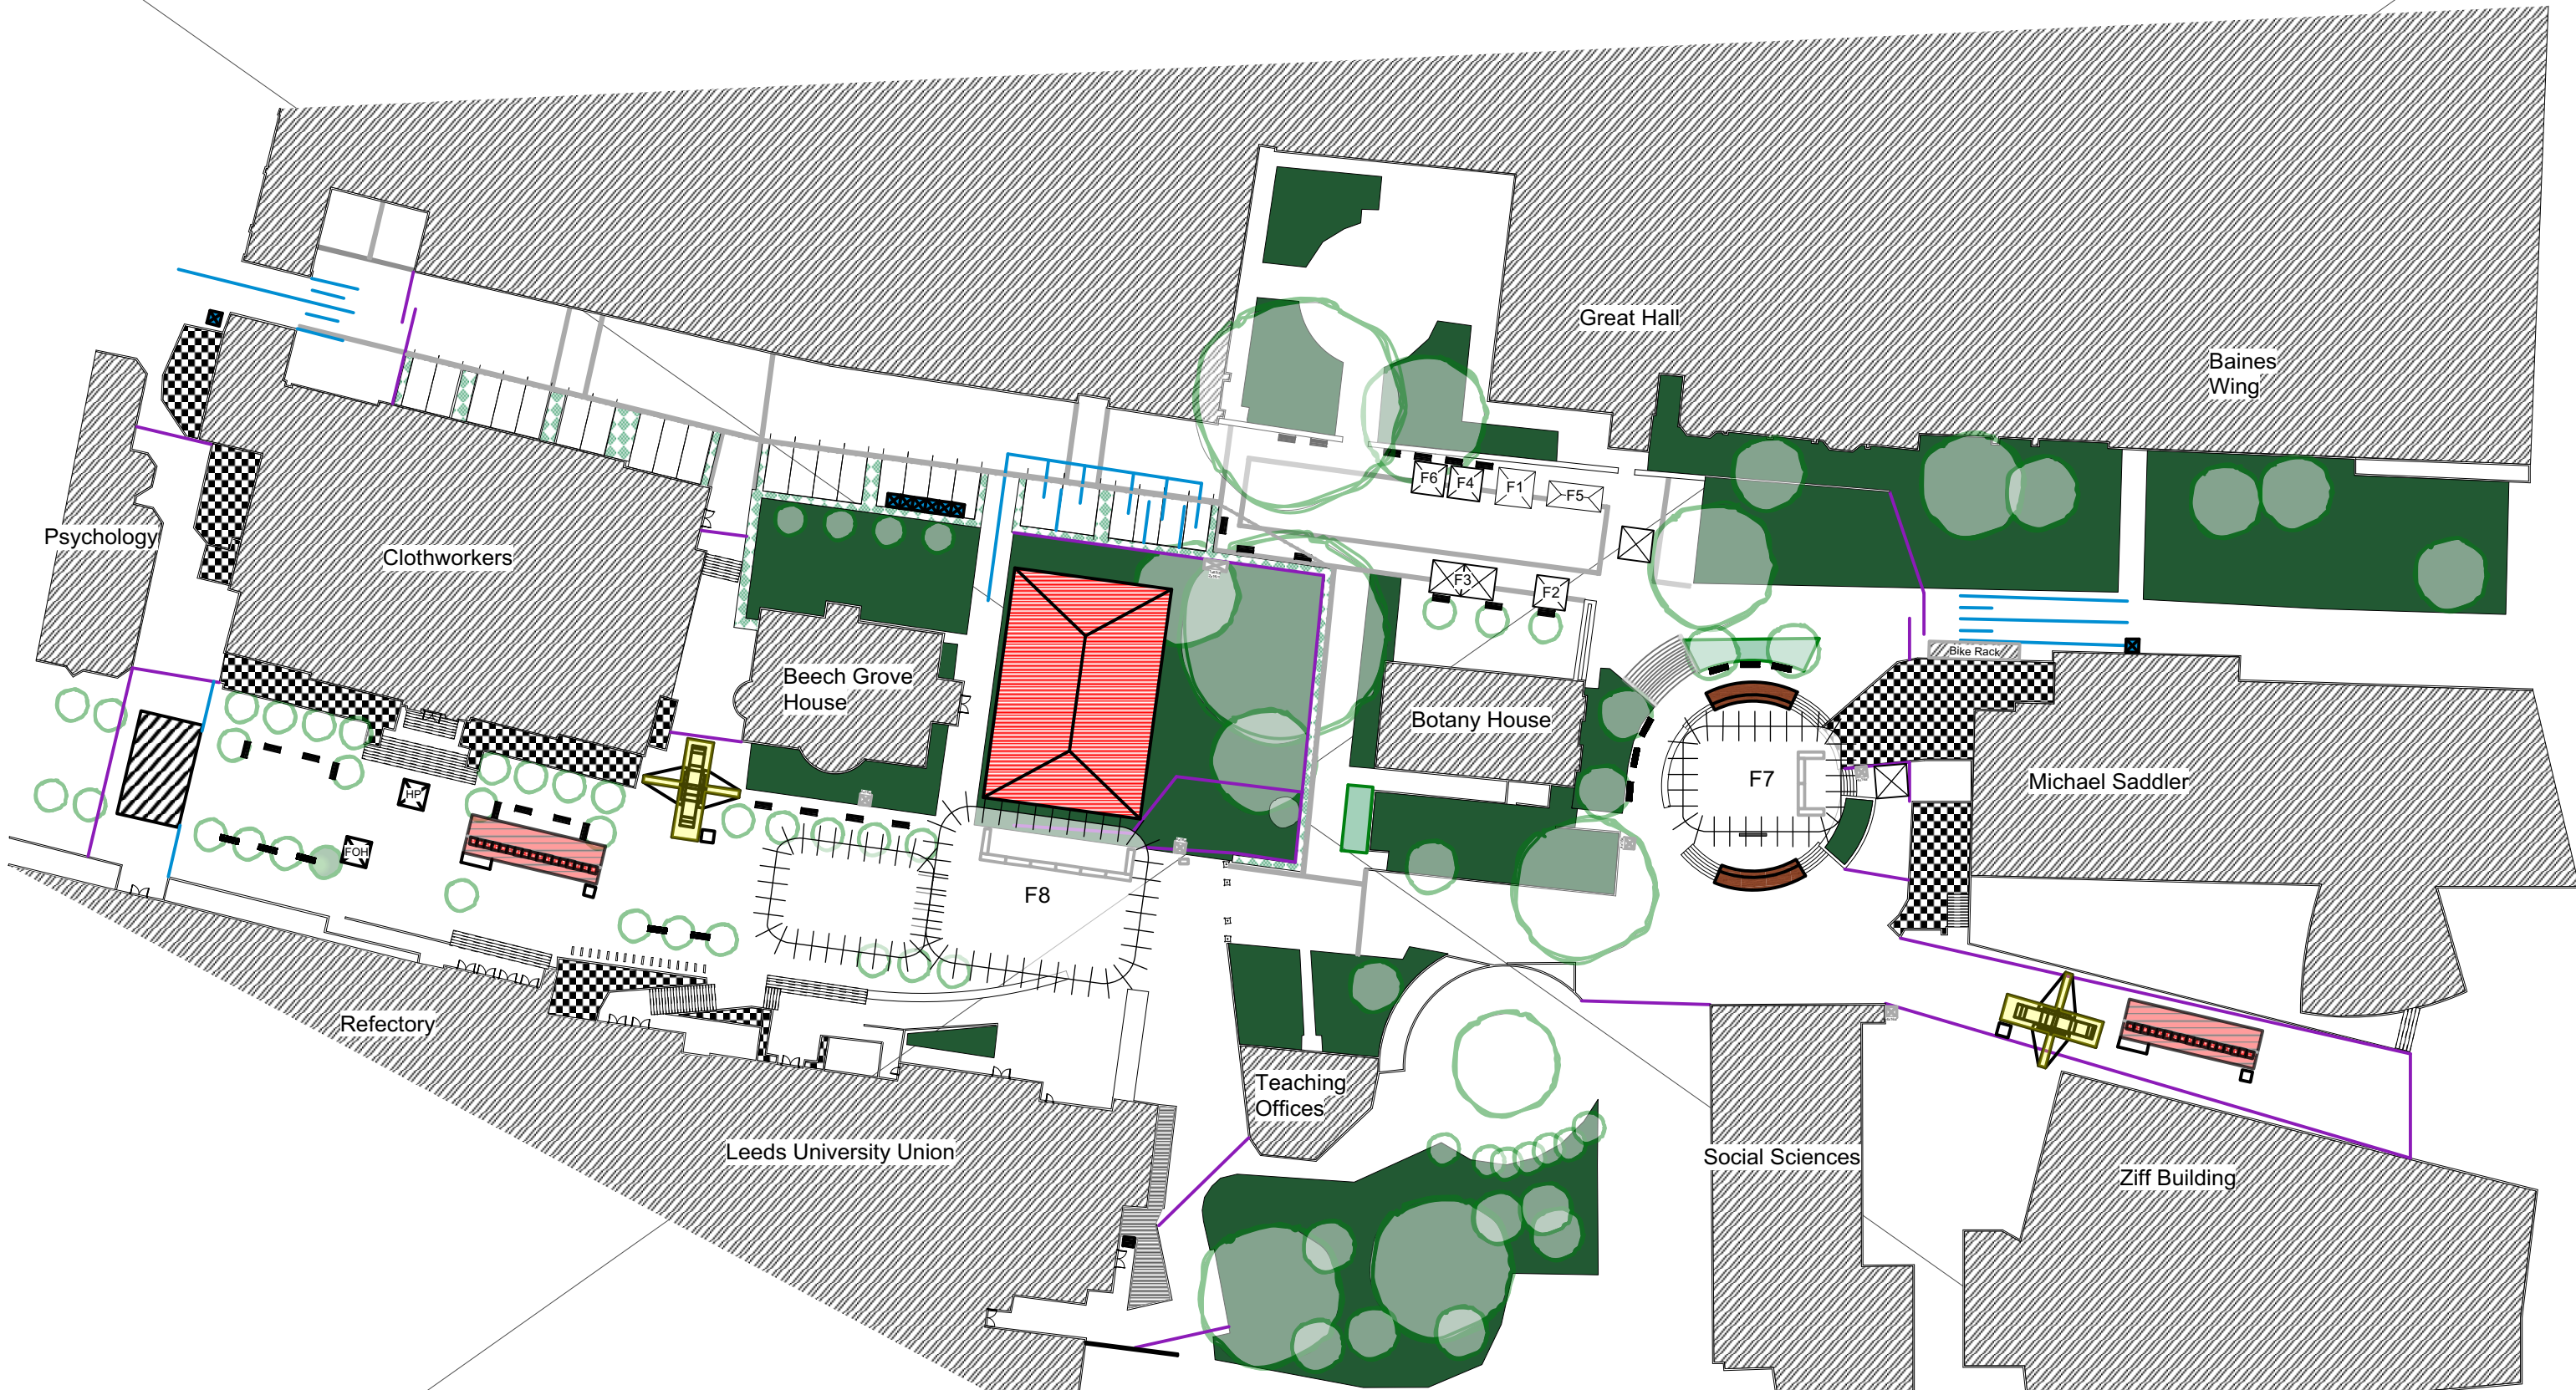 Great Hall
Baines
Wing
F6
F4
F1
F5
Psychology
Clothworkers
F3
F2
Bike Rack
Beech Grove
House
Botany House
F7
Michael Saddler
HP
FOH
F8
Refectory
Teaching
Offices
Leeds University Union
Social Sciences
Ziff Building